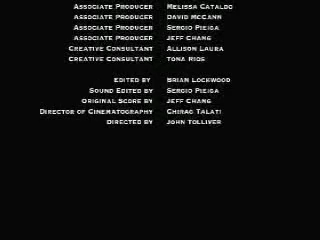 Associate Producer Melissa Cataldo
Associate Producer David McCann
Associate Producer Sergio Pieiga
Associate Producer Jeff Chang
Creative Consultant Allison Laura
Creative Consultant Tona Rios
Edited by Brian Lockwood
Sound Edited by Sergio Pieiga
Original Score by Jeff Chang
Director of Cinematography Chirag Talati
Directed by John Tolliver